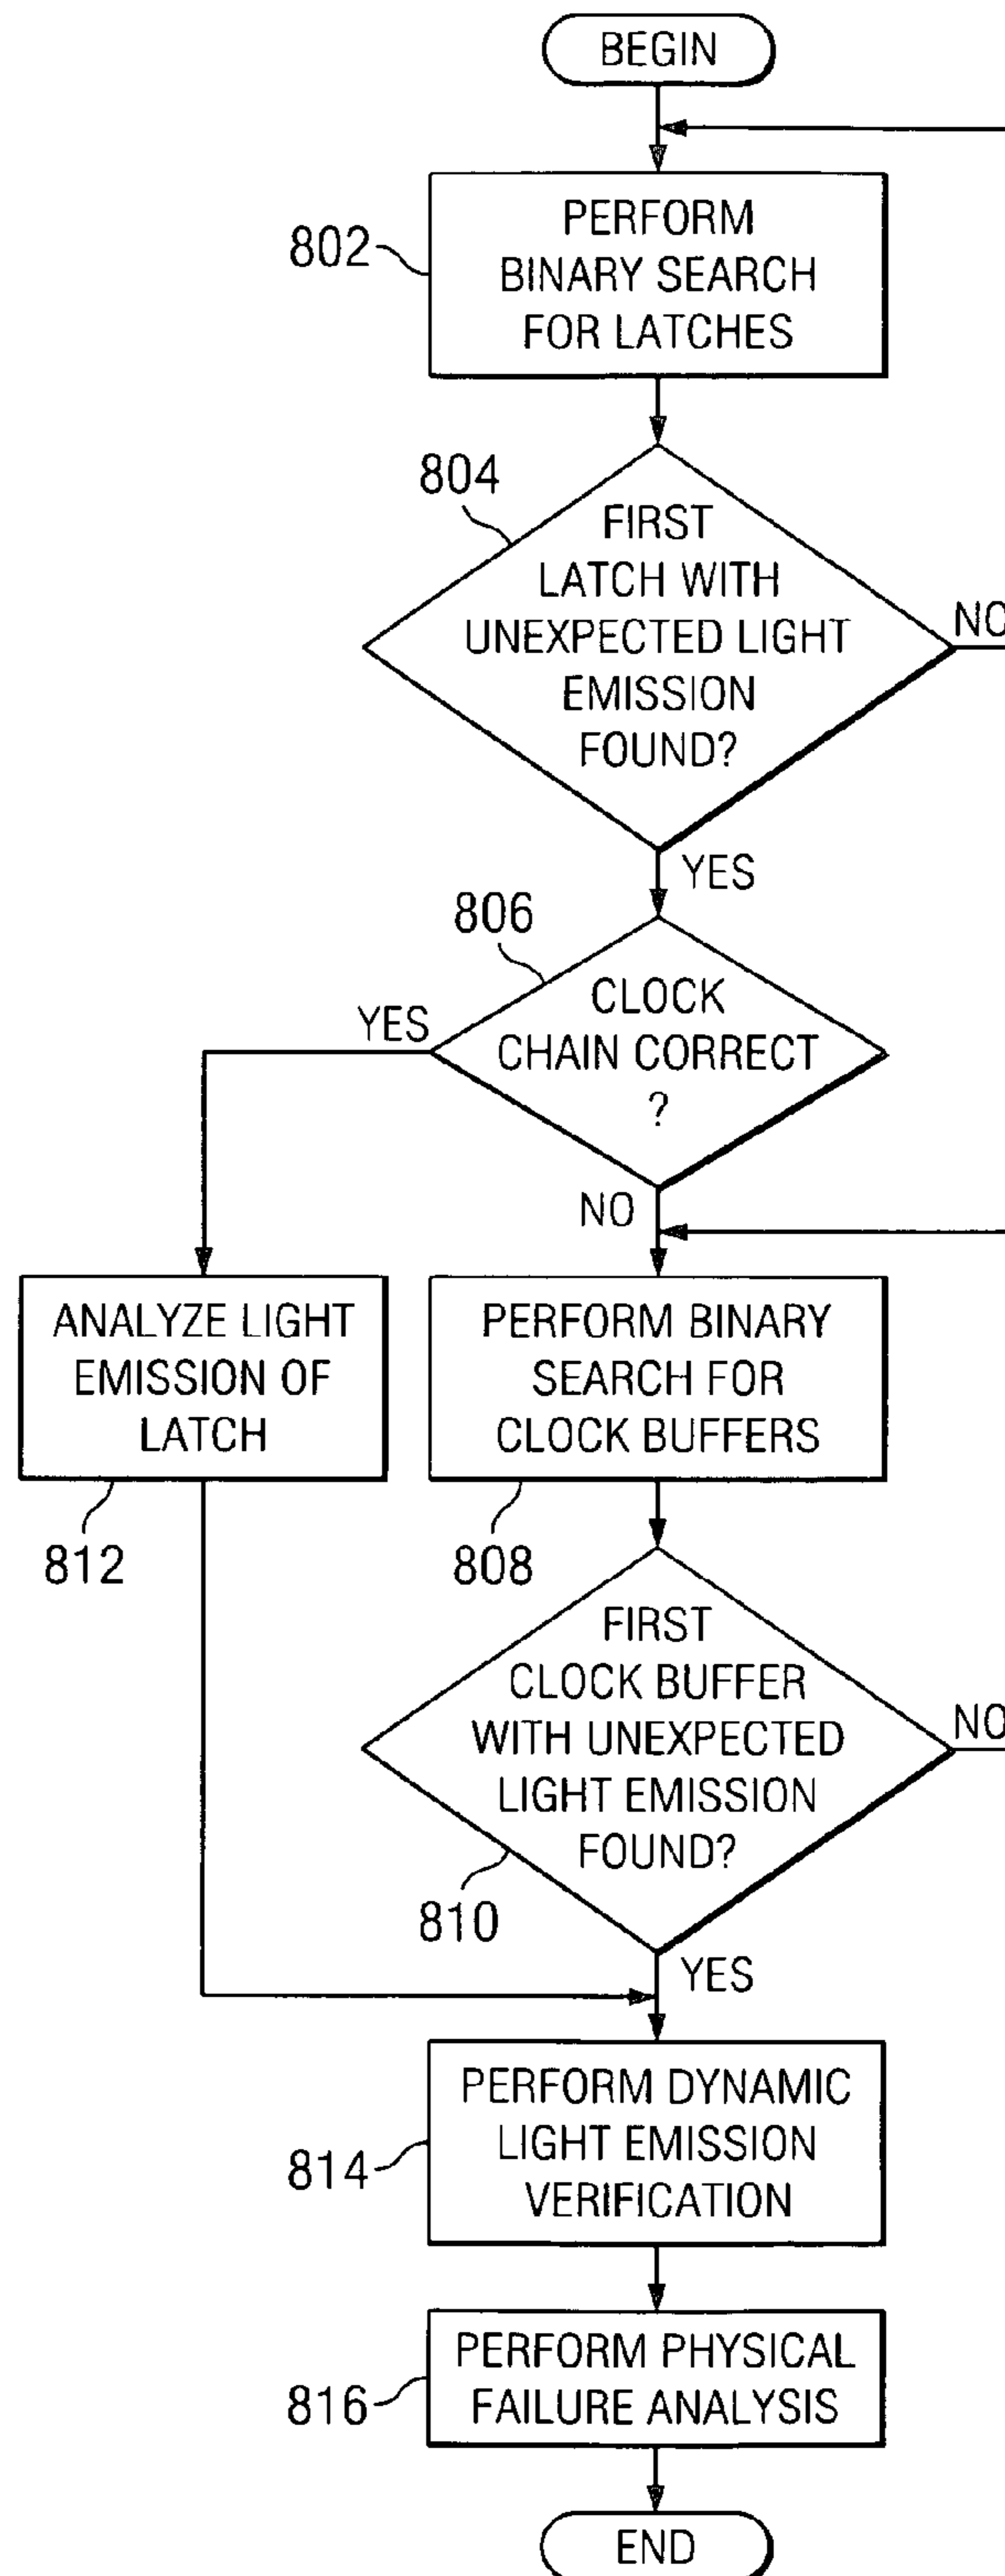 BEGIN
802
PERFORM
BINARY SEARCH
FOR LATCHES
804
FIRST
LATCH WITH
UNEXPECTED LIGHT
EMISSION
FOUND?
NO
YES
806
CLOCK
CHAIN CORRECT
?
YES
NO
ANALYZE LIGHT
EMISSION OF
LATCH
812
PERFORM BINARY
SEARCH FOR
CLOCK BUFFERS
808
FIRST
CLOCK BUFFER
WITH UNEXPECTED
LIGHT EMISSION
FOUND?
NO
810
YES
PERFORM DYNAMIC
LIGHT EMISSION
VERIFICATION
814
PERFORM PHYSICAL
FAILURE ANALYSIS
816
END